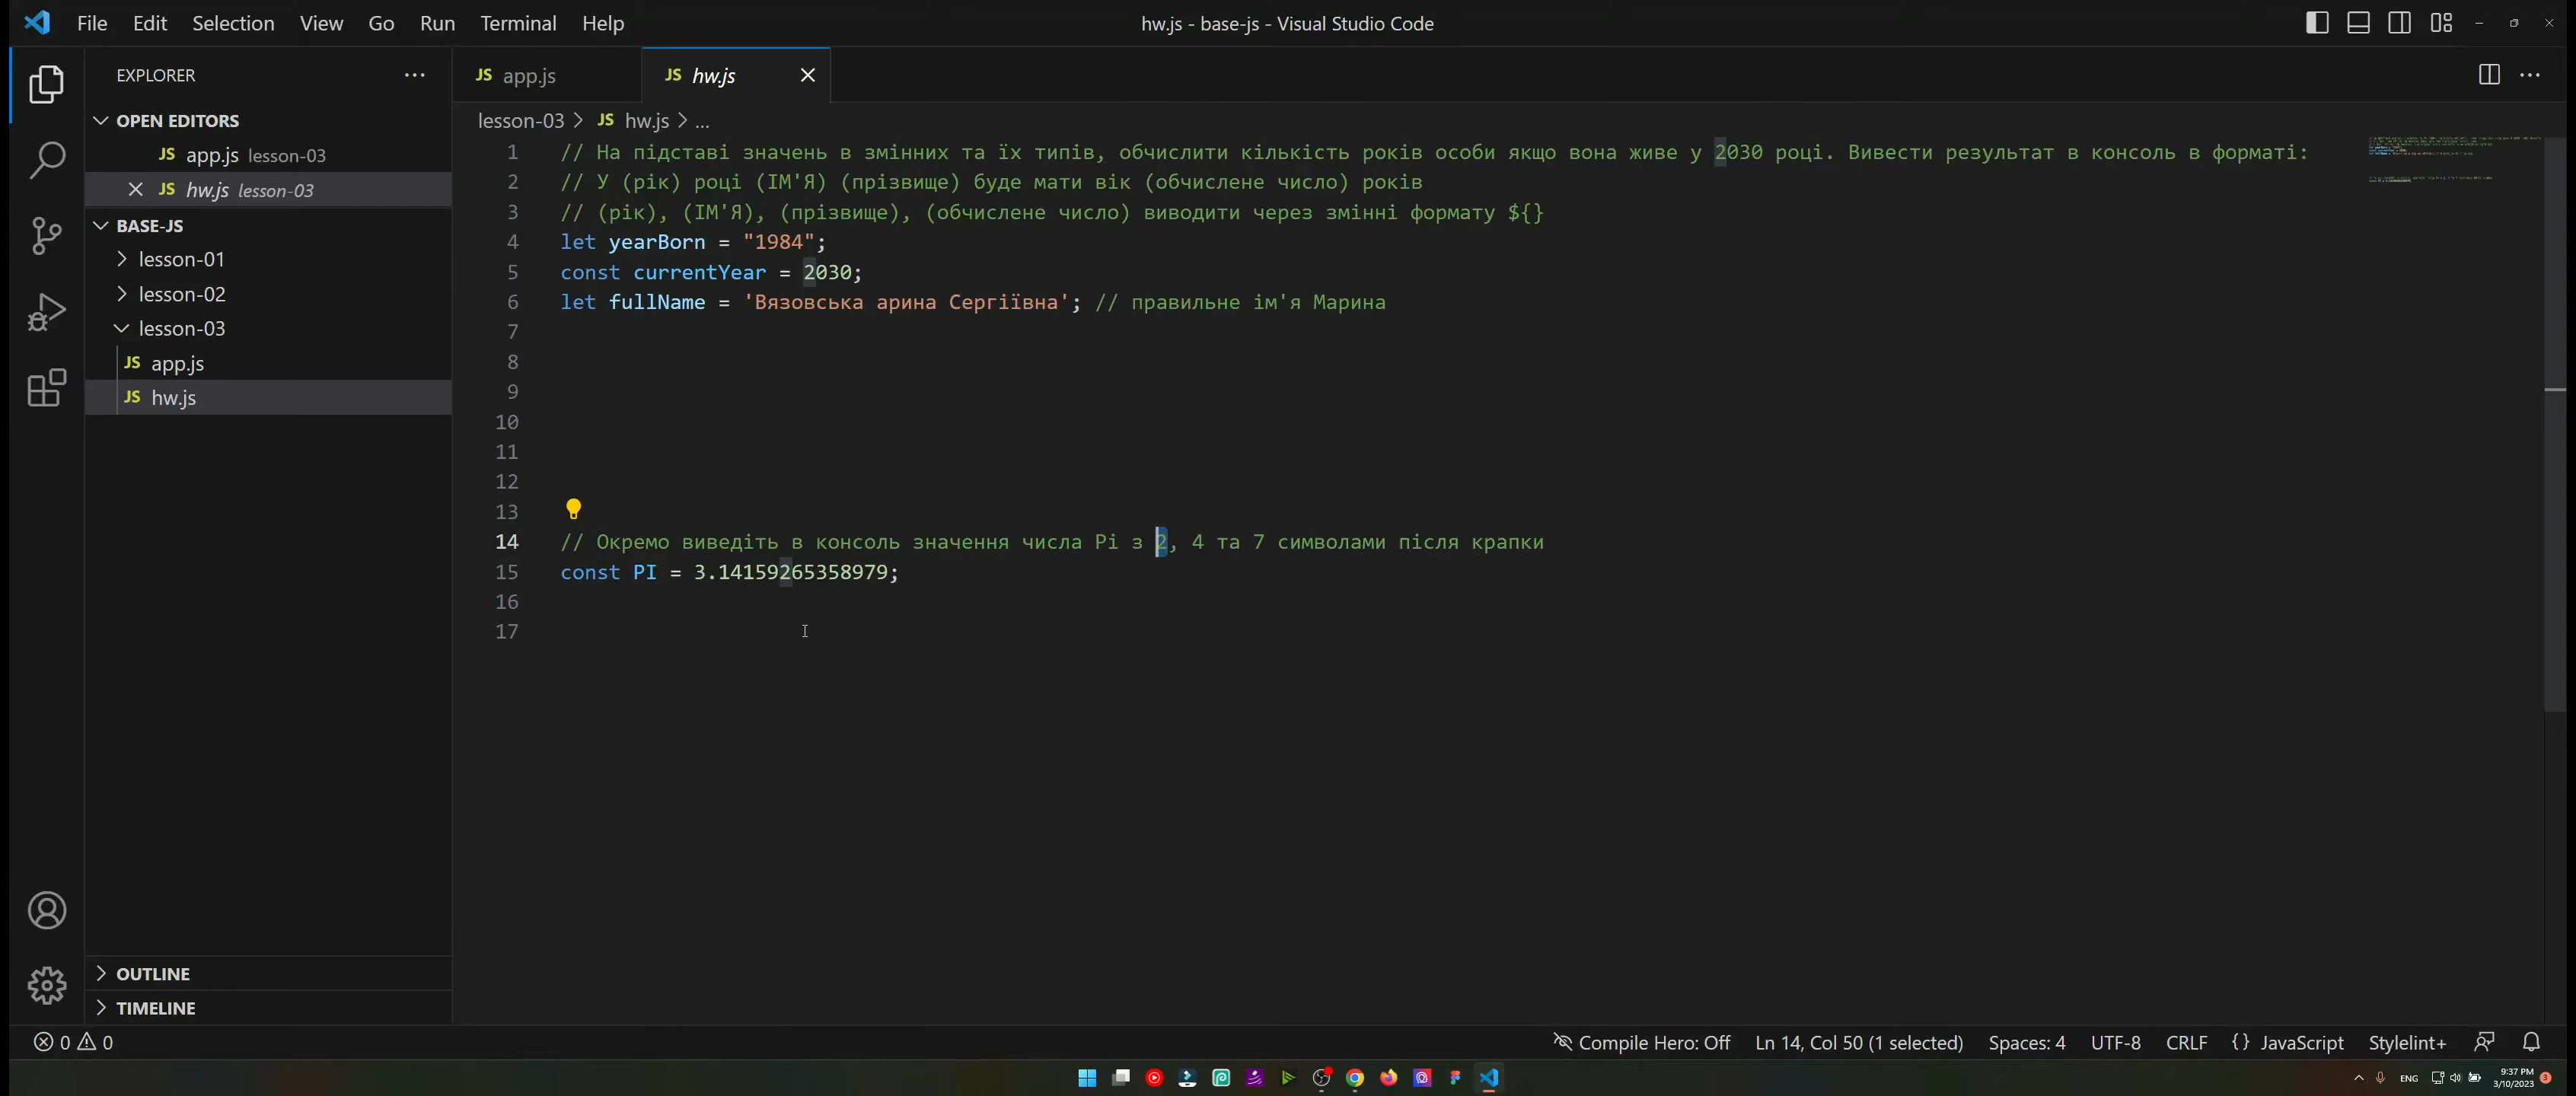 File Edit Selection View Go Run Terminal Help
hw.js - base-js - Visual Studio Code
EXPLORER
OPEN EDITORS
JS app.js lesson-03
JS hw.js lesson-03
BASE-JS
lesson-01
lesson-02
lesson-03
JS app.js
JS hw.js
OUTLINE
TIMELINE
JS app.js
JS hw.js
lesson-03 > JS hw.js > ...
1 // На підставі значень в змінних та їх типів, обчислити кількість років особи якщо вона живе у 2030 році. Вивести результат в консоль в форматі:
2 // У (рік) році (ІМ'Я) (прізвище) буде мати вік (обчислене число) років
3 // (рік), (ІМ'Я), (прізвище), (обчислене число) виводити через змінні формату ${}
4 let yearBorn = "1984";
5 const currentYear = 2030;
6 let fullName = 'Вязовська арина Сергіївна'; // правильне ім'я Марина
7
8
9
10
11
12
13
14 // Окремо виведіть в консоль значення числа Pi з 2, 4 та 7 символами після крапки
15 const PI = 3.14159265358979;
16
17
0 0
Compile Hero: Off
Ln 14, Col 50 (1 selected)
Spaces: 4
UTF-8
CRLF
{} JavaScript
Stylelint+
ENG
9:37 PM
3/10/2023
3